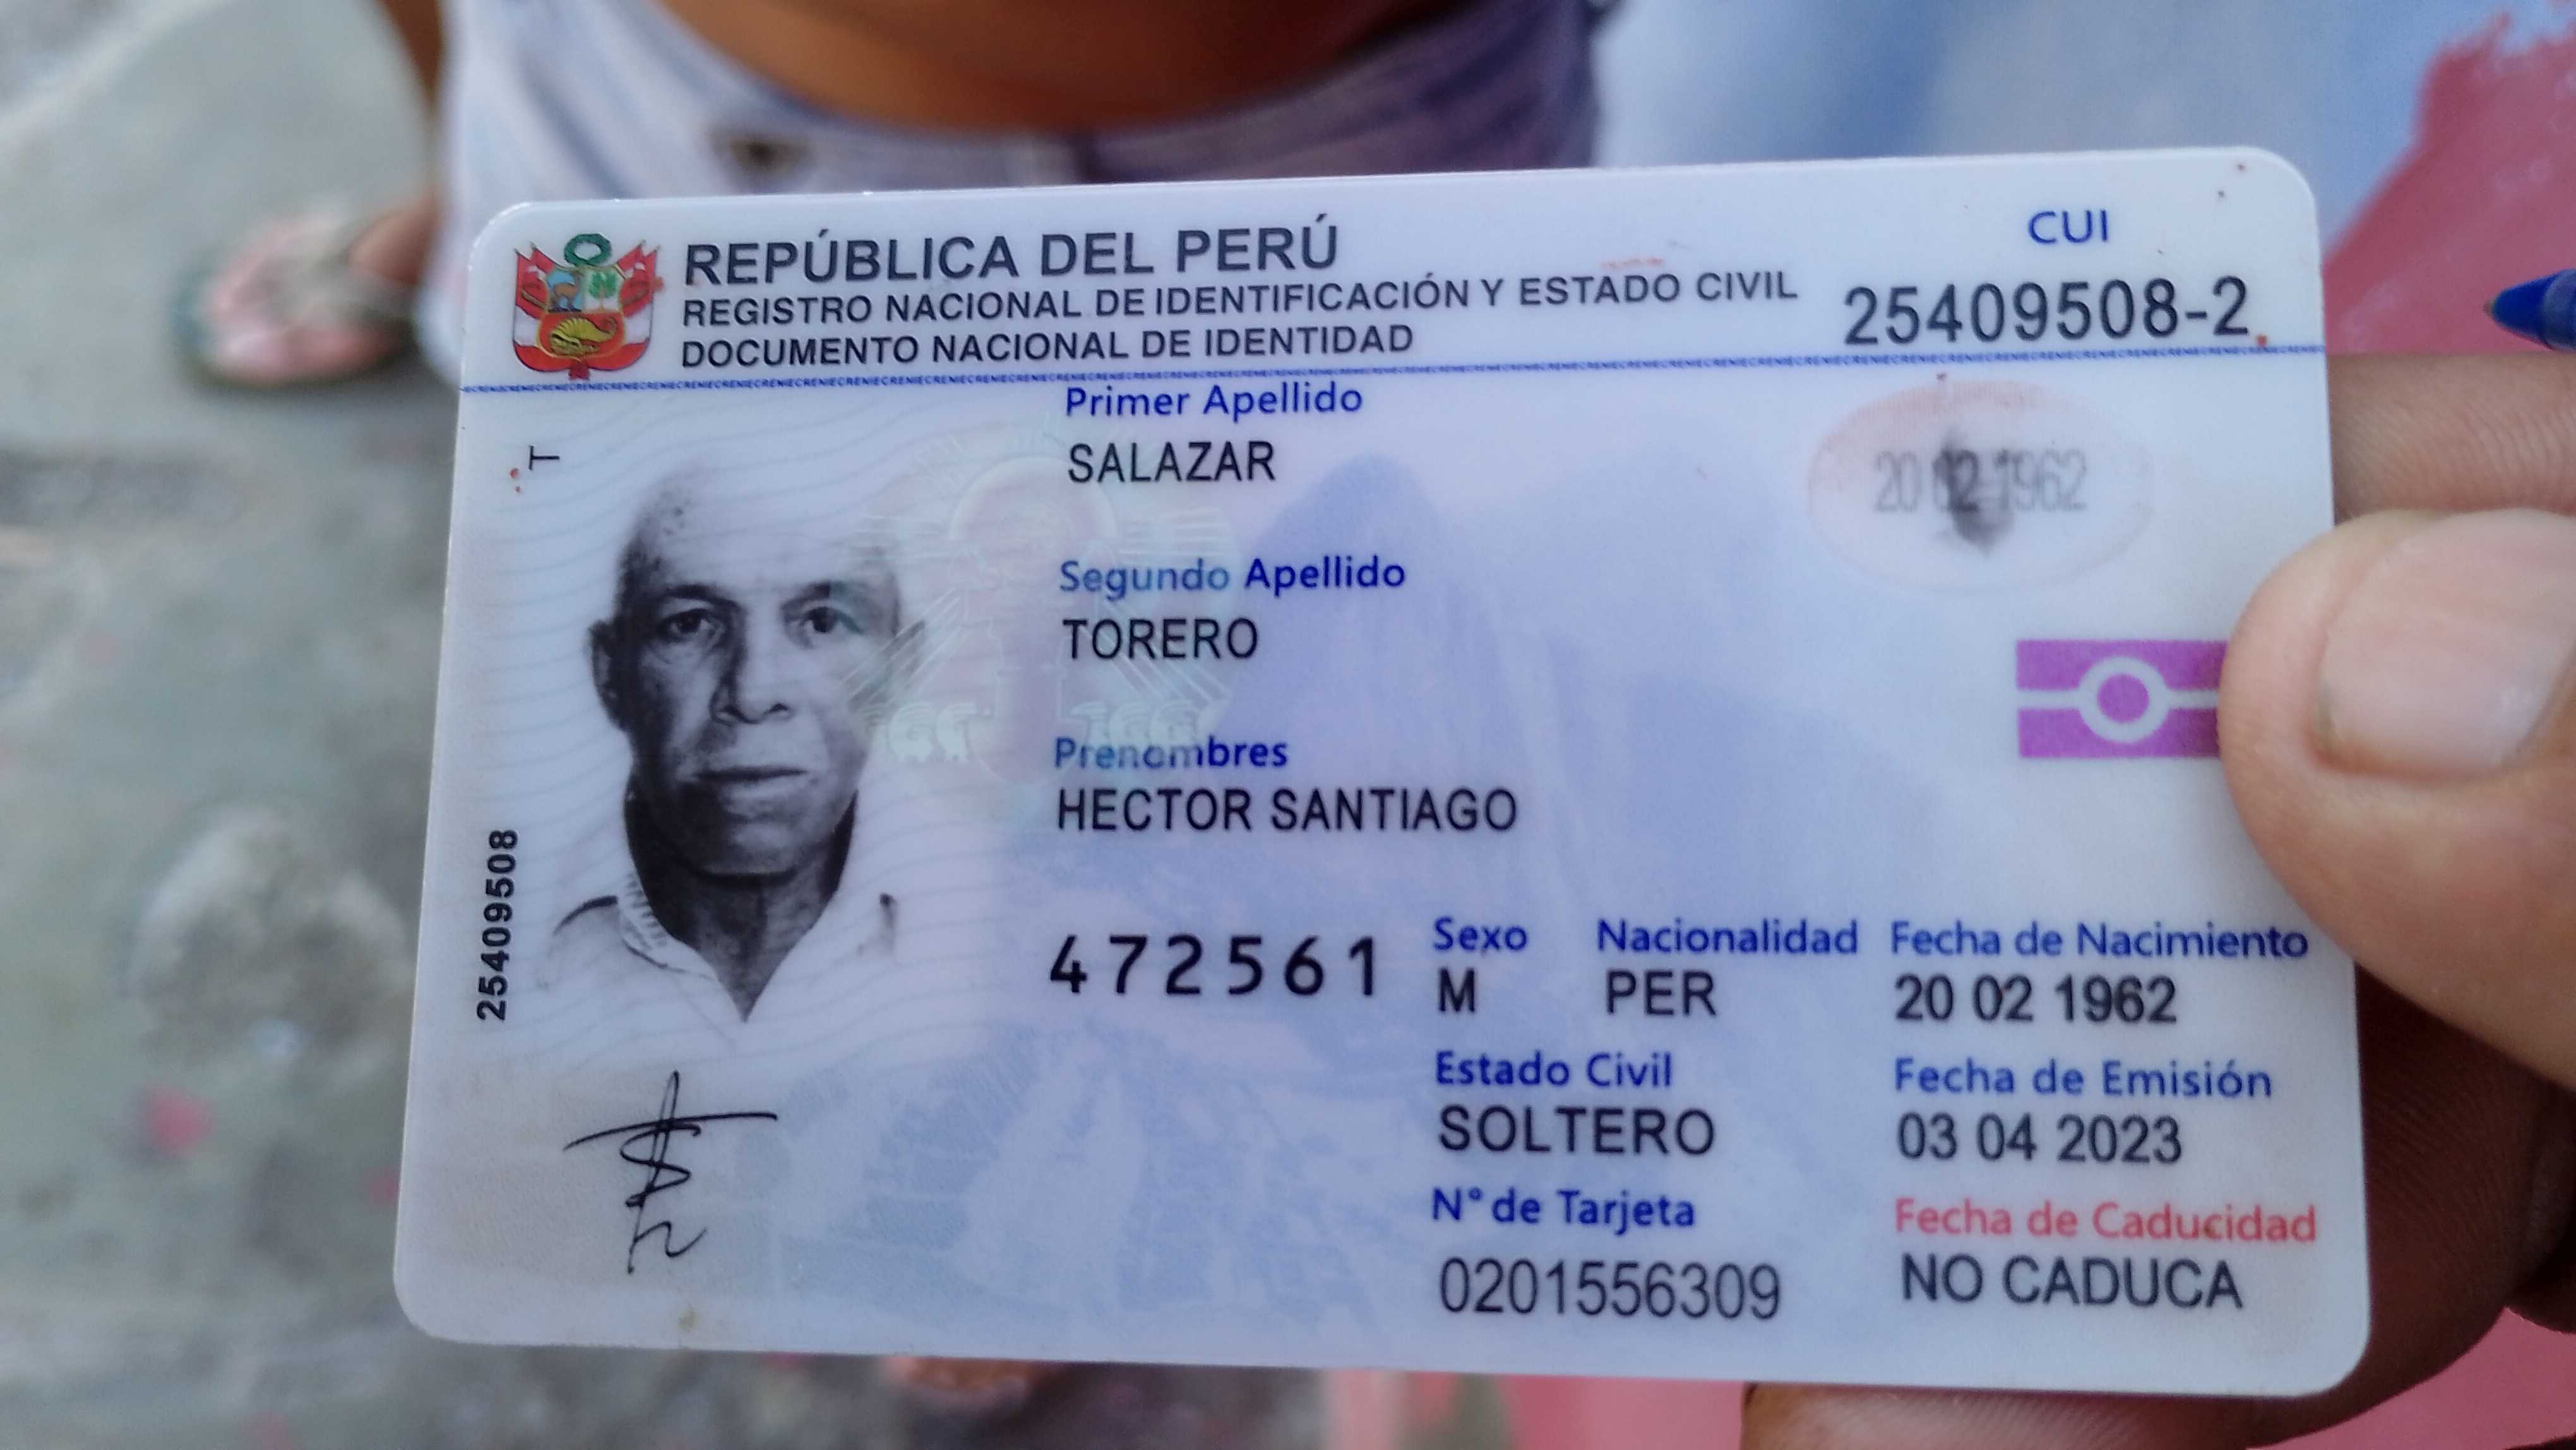 REPÚBLICA DEL PERÚ
REGISTRO NACIONAL DE IDENTIFICACIÓN Y ESTADO CIVIL
DOCUMENTO NACIONAL DE IDENTIDAD
CUI
25409508-2
T
Primer Apellido
SALAZAR
20 02 1962
Segundo Apellido
TORERO
Prenombres
HECTOR SANTIAGO
25409508
472561
Sexo Nacionalidad Fecha de Nacimiento
M PER 20 02 1962
Estado Civil Fecha de Emisión
SOLTERO 03 04 2023
N° de Tarjeta Fecha de Caducidad
0201556309 NO CADUCA